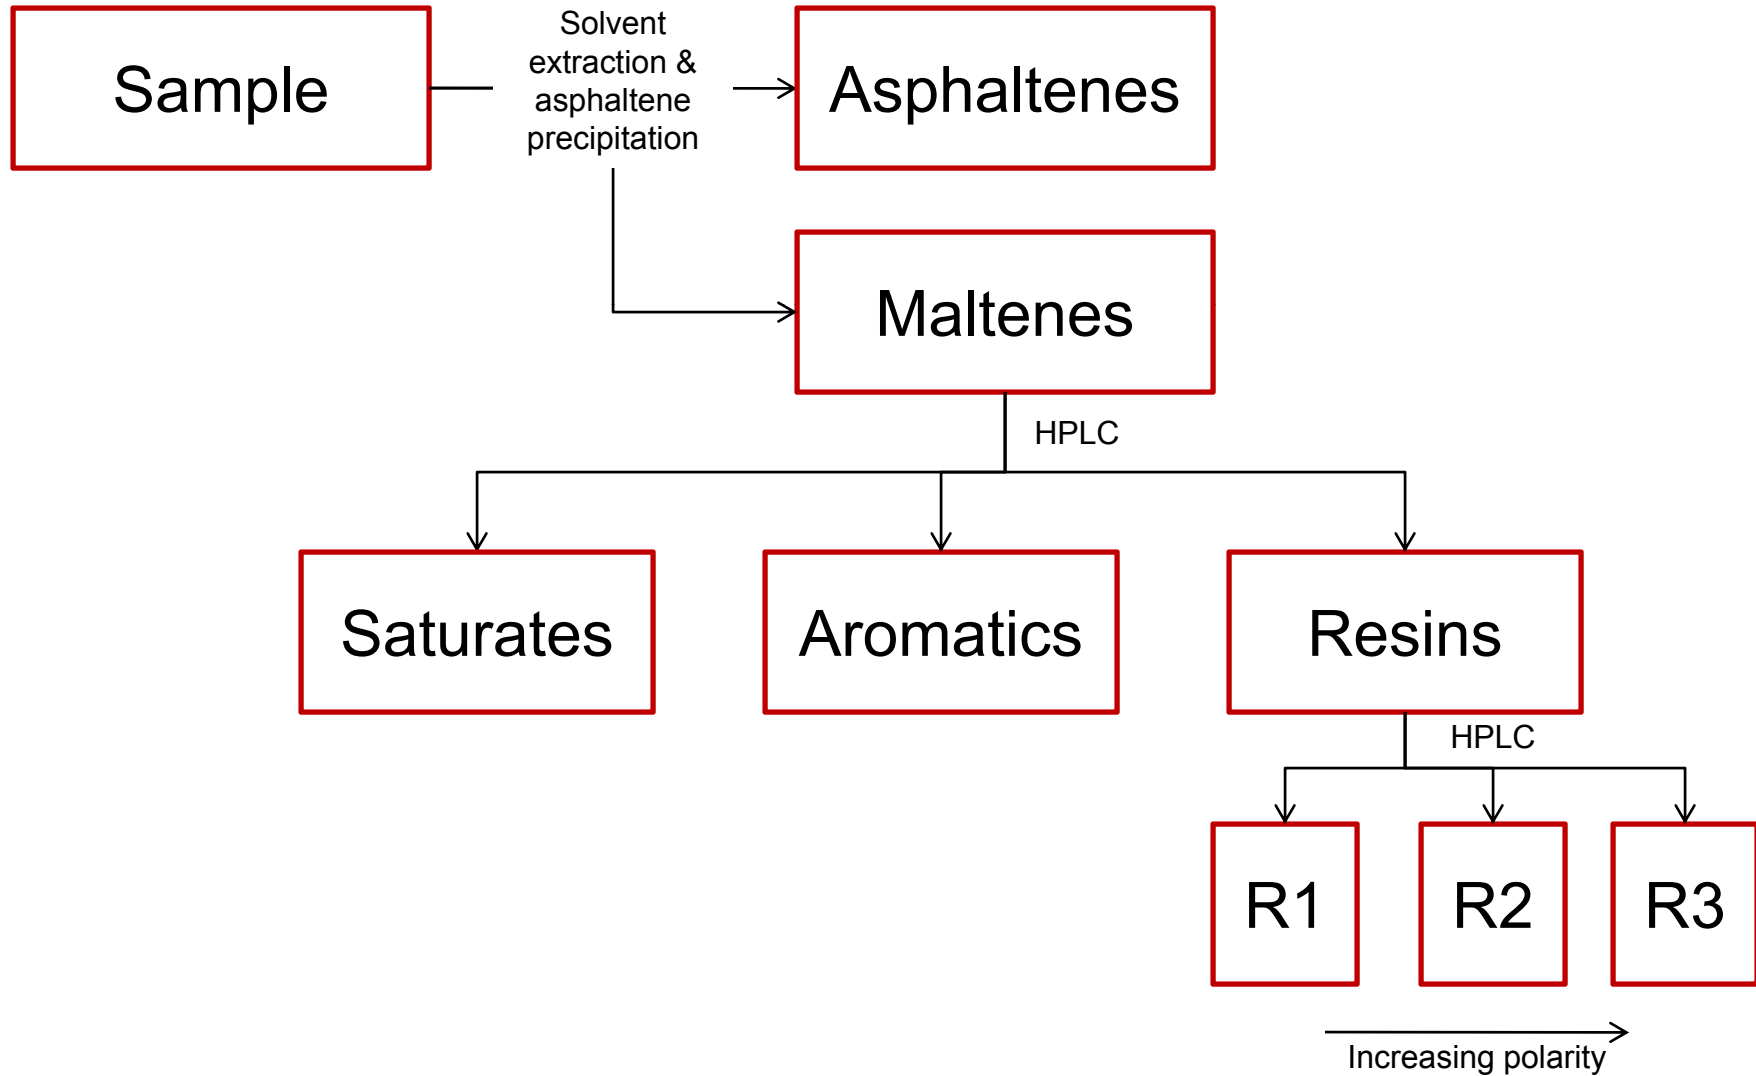 Sample
Solvent
extraction &
asphaltene
precipitation
Asphaltenes
Maltenes
HPLC
Saturates
Aromatics
Resins
HPLC
R1
R2
R3
Increasing polarity